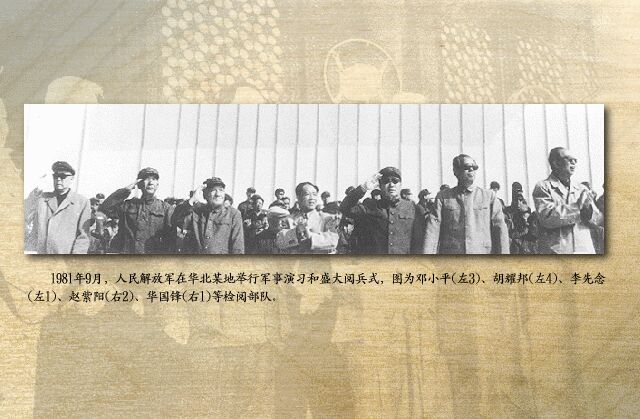 1981年9月，人民解放军在华北某地举行军事演习和盛大阅兵式，图为邓小平(左3)、胡耀邦(左4)、李先念
(左1)、赵紫阳(右2)、华国锋(右1)等检阅部队。